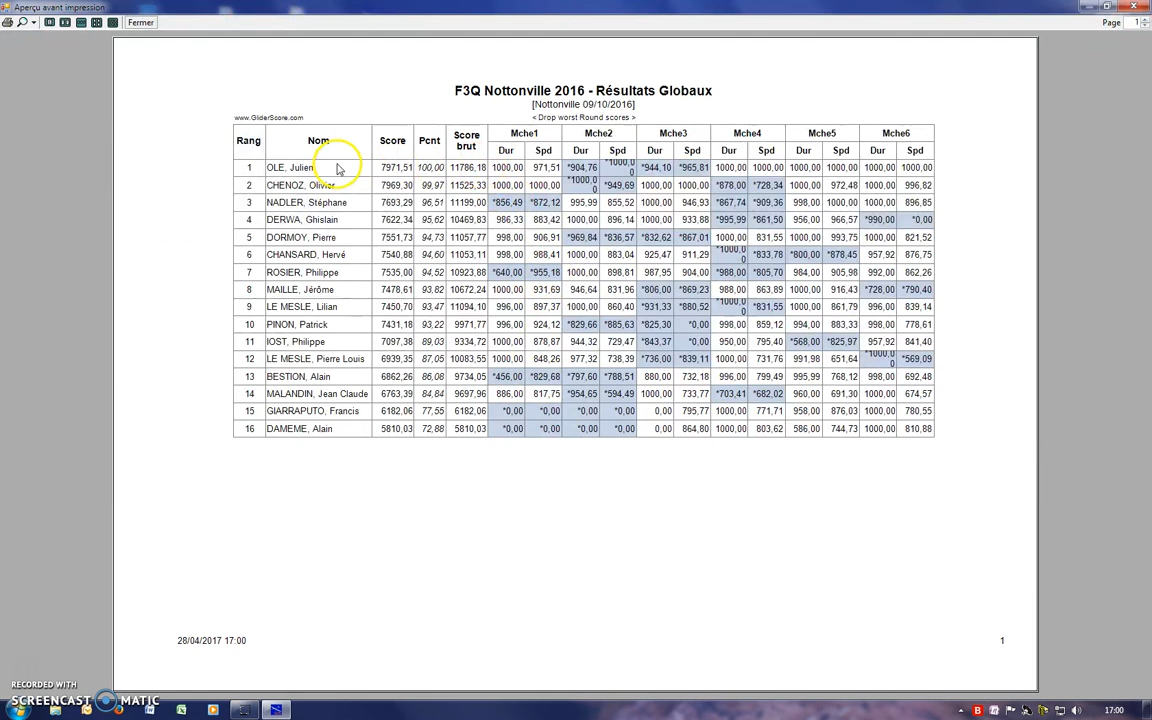 Aperçu avant impression
Fermer
Page 1
F3Q Nottonville 2016 - Résultats Globaux
[Nottonville 09/10/2016]
www.GliderScore.com < Drop worst Round scores >
Rang Nom Score Pcnt Score brut Mche1 Mche2 Mche3 Mche4 Mche5 Mche6
Dur Spd Dur Spd Dur Spd Dur Spd Dur Spd Dur Spd
1 OLE, Julien 7971,51 100,00 11786,18 1000,00 971,51 *904,76 *1000,00 *944,10 *965,81 1000,00 1000,00 1000,00 1000,00 1000,00 1000,00
2 CHENOZ, Olivier 7969,30 99,97 11525,33 1000,00 1000,00 *1000,00 *949,69 1000,00 1000,00 *878,00 *728,34 1000,00 972,48 1000,00 996,82
3 NADLER, Stéphane 7693,29 96,51 11199,00 *856,49 *872,12 995,99 855,52 1000,00 946,93 *867,74 *909,36 998,00 1000,00 1000,00 896,85
4 DERWA, Ghislain 7622,34 95,62 10469,83 986,33 883,42 1000,00 896,14 1000,00 933,88 *995,99 *861,50 956,00 966,57 *990,00 *0,00
5 DORMOY, Pierre 7551,73 94,73 11057,77 998,00 906,91 *969,84 *836,57 *832,62 *867,01 1000,00 831,55 1000,00 993,75 1000,00 821,52
6 CHANSARD, Hervé 7540,88 94,60 11053,11 998,00 988,41 1000,00 883,04 925,47 911,29 *1000,00 *833,78 *800,00 *878,45 957,92 876,75
7 ROSIER, Philippe 7535,00 94,52 10923,88 *640,00 *955,18 1000,00 898,81 987,95 904,00 *988,00 *805,70 984,00 905,98 992,00 862,26
8 MAILLE, Jérôme 7478,61 93,82 10672,24 1000,00 931,69 946,64 831,96 *806,00 *869,23 988,00 863,89 1000,00 916,43 *728,00 *790,40
9 LE MESLE, Lilian 7450,70 93,47 11094,10 996,00 897,37 1000,00 860,40 *931,33 *880,52 *1000,00 *831,55 1000,00 861,79 996,00 839,14
10 PINON, Patrick 7431,18 93,22 9971,77 996,00 924,12 *829,66 *885,63 *825,30 *0,00 998,00 859,12 994,00 883,33 998,00 778,61
11 IOST, Philippe 7097,38 89,03 9334,72 1000,00 878,87 944,32 729,47 *843,37 *0,00 950,00 795,40 *568,00 *825,97 957,92 841,40
12 LE MESLE, Pierre Louis 6939,35 87,05 10083,55 1000,00 848,26 977,32 738,39 *736,00 *839,11 1000,00 731,76 991,98 651,64 *1000,00 *569,09
13 BESTION, Alain 6862,26 86,08 9734,05 *456,00 *829,68 *797,60 *788,51 880,00 732,18 996,00 799,49 995,99 768,12 998,00 692,48
14 MALANDIN, Jean Claude 6763,39 84,84 9697,96 886,00 817,75 *954,65 *594,49 1000,00 733,77 *703,41 *682,02 960,00 691,30 1000,00 674,57
15 GIARRAPUTO, Francis 6182,06 77,55 6182,06 *0,00 *0,00 *0,00 *0,00 0,00 795,77 1000,00 771,71 958,00 876,03 1000,00 780,55
16 DAMEME, Alain 5810,03 72,88 5810,03 *0,00 *0,00 *0,00 *0,00 0,00 864,80 1000,00 803,62 586,00 744,73 1000,00 810,88
28/04/2017 17:00 1
RECORDED WITH
SCREENCAST MATIC
17:00